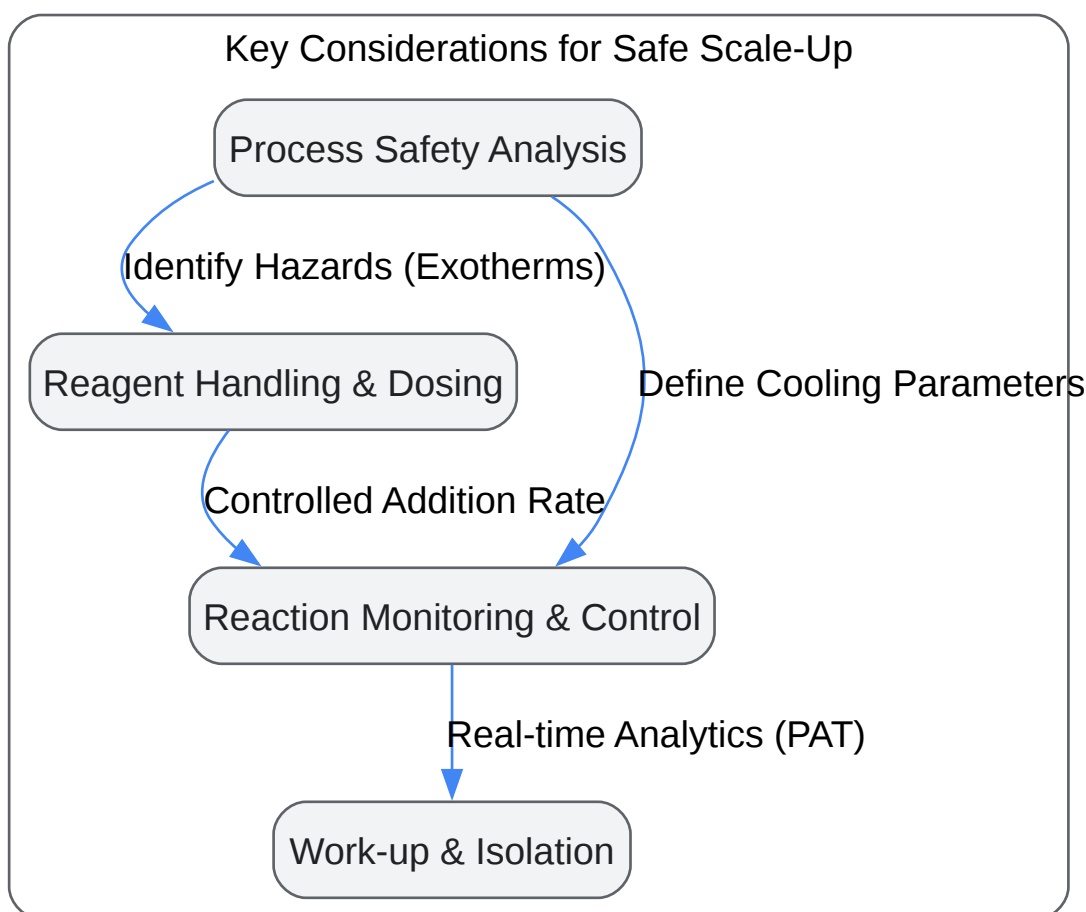 Key Considerations for Safe Scale-Up
Process Safety Analysis
Identify Hazards (Exotherms)
Reagent Handling & Dosing
Define Cooling Parameters
Controlled Addition Rate
Reaction Monitoring & Control
Real-time Analytics (PAT)
Work-up & Isolation